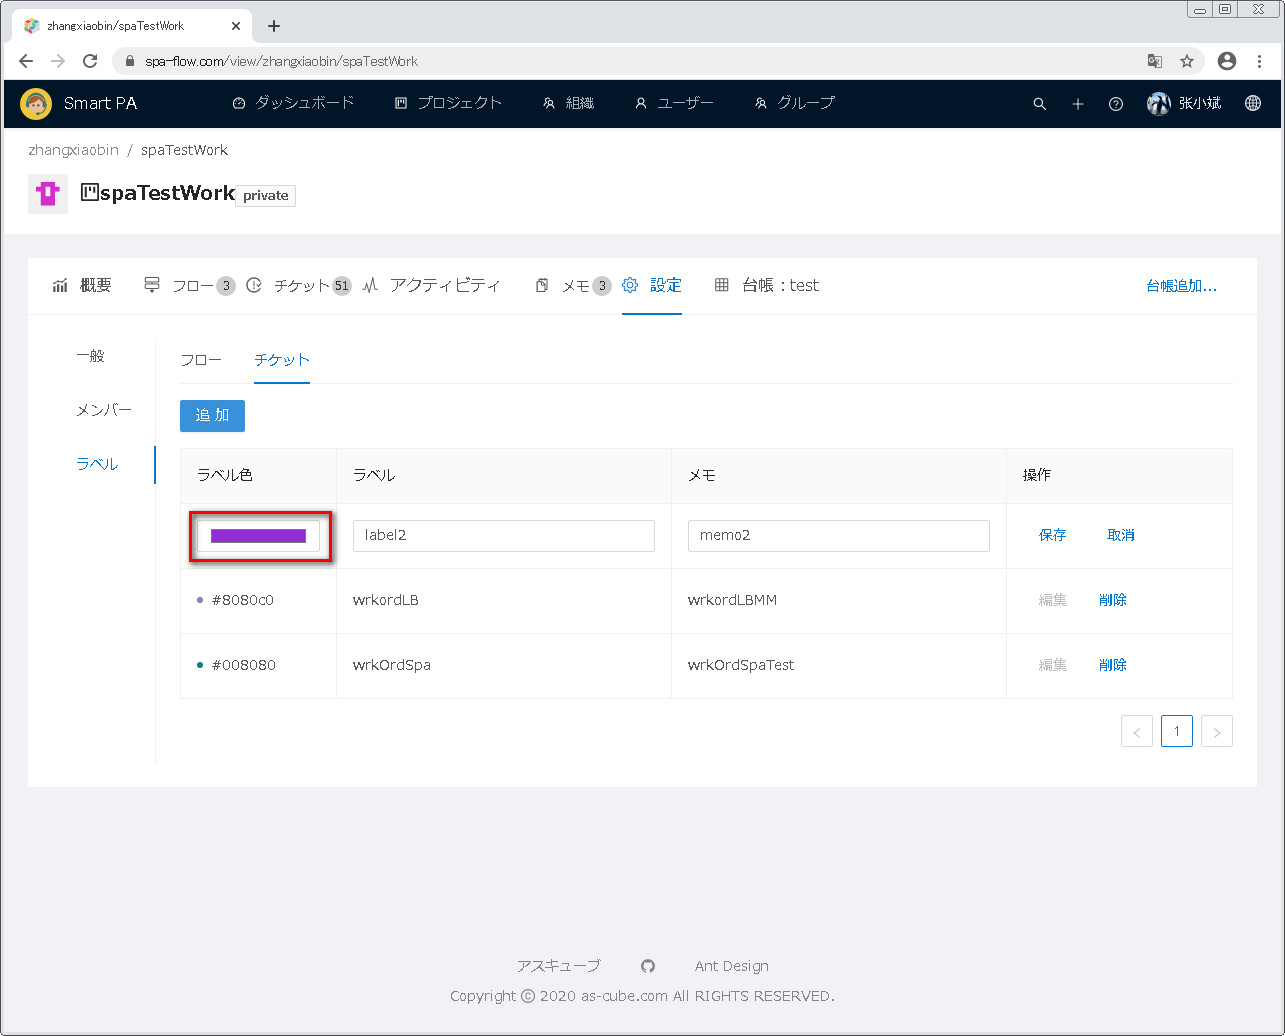 zhangxiaobin/spaTestWork
spa-flow.com/view/zhangxiaobin/spaTestWork
Smart PA ダッシュボード プロジェクト 組織 ユーザー グループ 张小斌
zhangxiaobin / spaTestWork
spaTestWork private
概要 フロー 3 チケット 51 アクティビティ メモ 3 設定 台帳：test 台帳追加...
一般
メンバー
ラベル
フロー チケット
追 加
ラベル色 ラベル メモ 操作
label2 memo2 保存 取消
#8080c0 wrkordLB wrkordLBMM 編集 削除
#008080 wrkOrdSpa wrkOrdSpaTest 編集 削除
< 1 >
アスキューブ Ant Design
Copyright © 2020 as-cube.com All RIGHTS RESERVED.